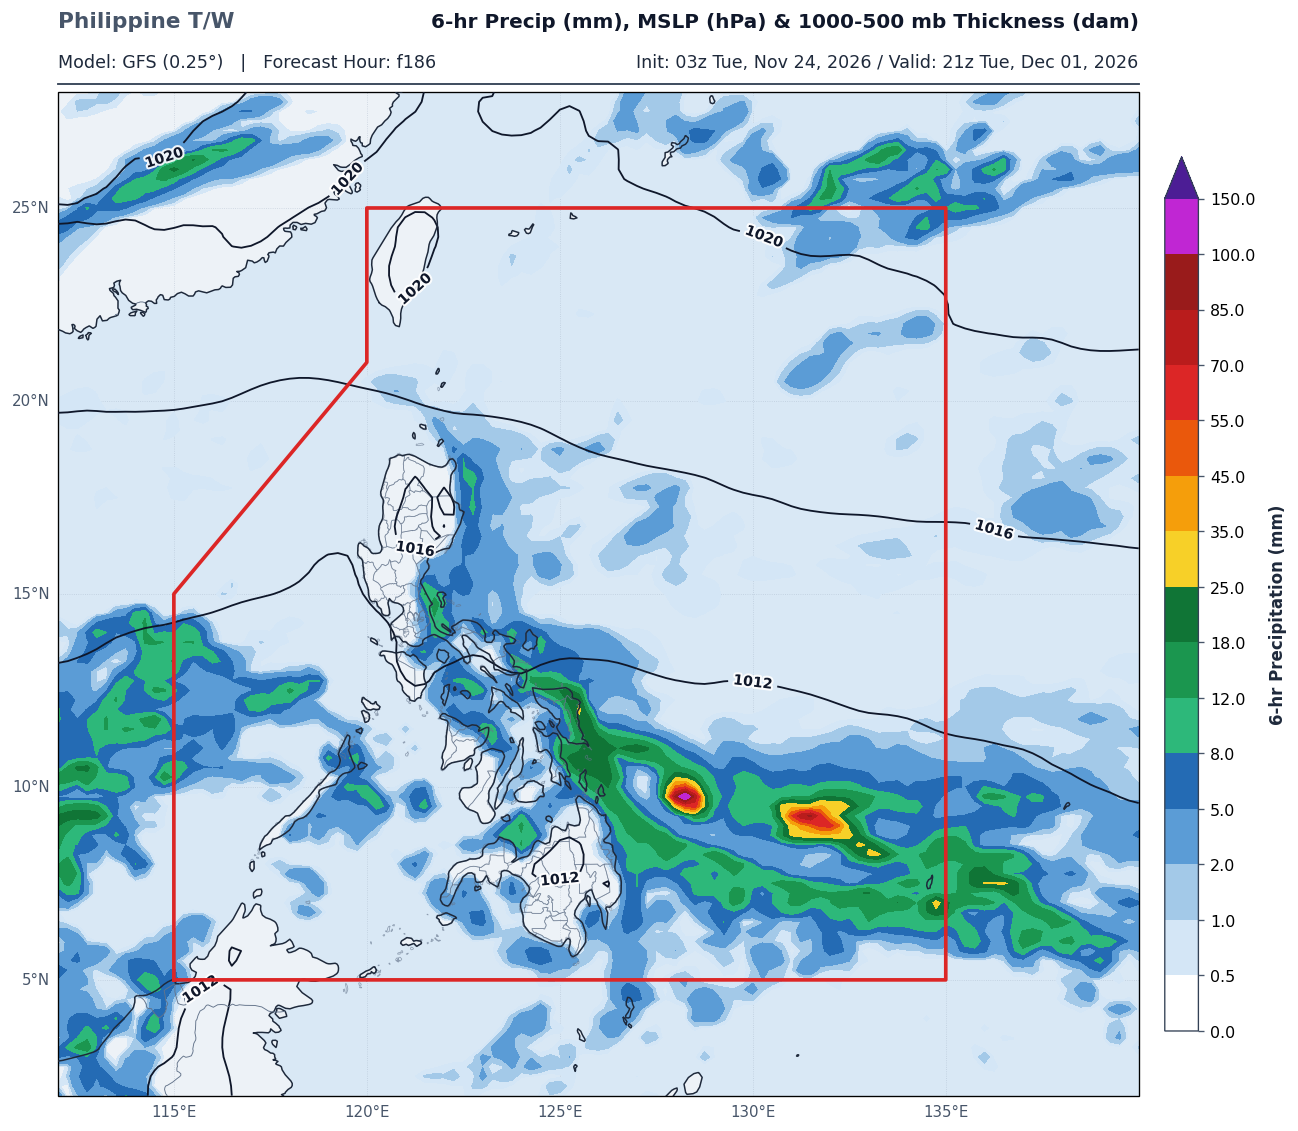 Philippine T/W
6-hr Precip (mm), MSLP (hPa) & 1000-500 mb Thickness (dam)
Model: GFS (0.25°) | Forecast Hour: f186
Init: 03z Tue, Nov 24, 2026 / Valid: 21z Tue, Dec 01, 2026
1020
1020
1020
1020
1016
1016
1012
1012
1012
25°N
20°N
15°N
10°N
5°N
115°E
120°E
125°E
130°E
135°E
150.0
100.0
85.0
70.0
55.0
45.0
35.0
25.0
18.0
12.0
8.0
5.0
2.0
1.0
0.5
0.0
6-hr Precipitation (mm)